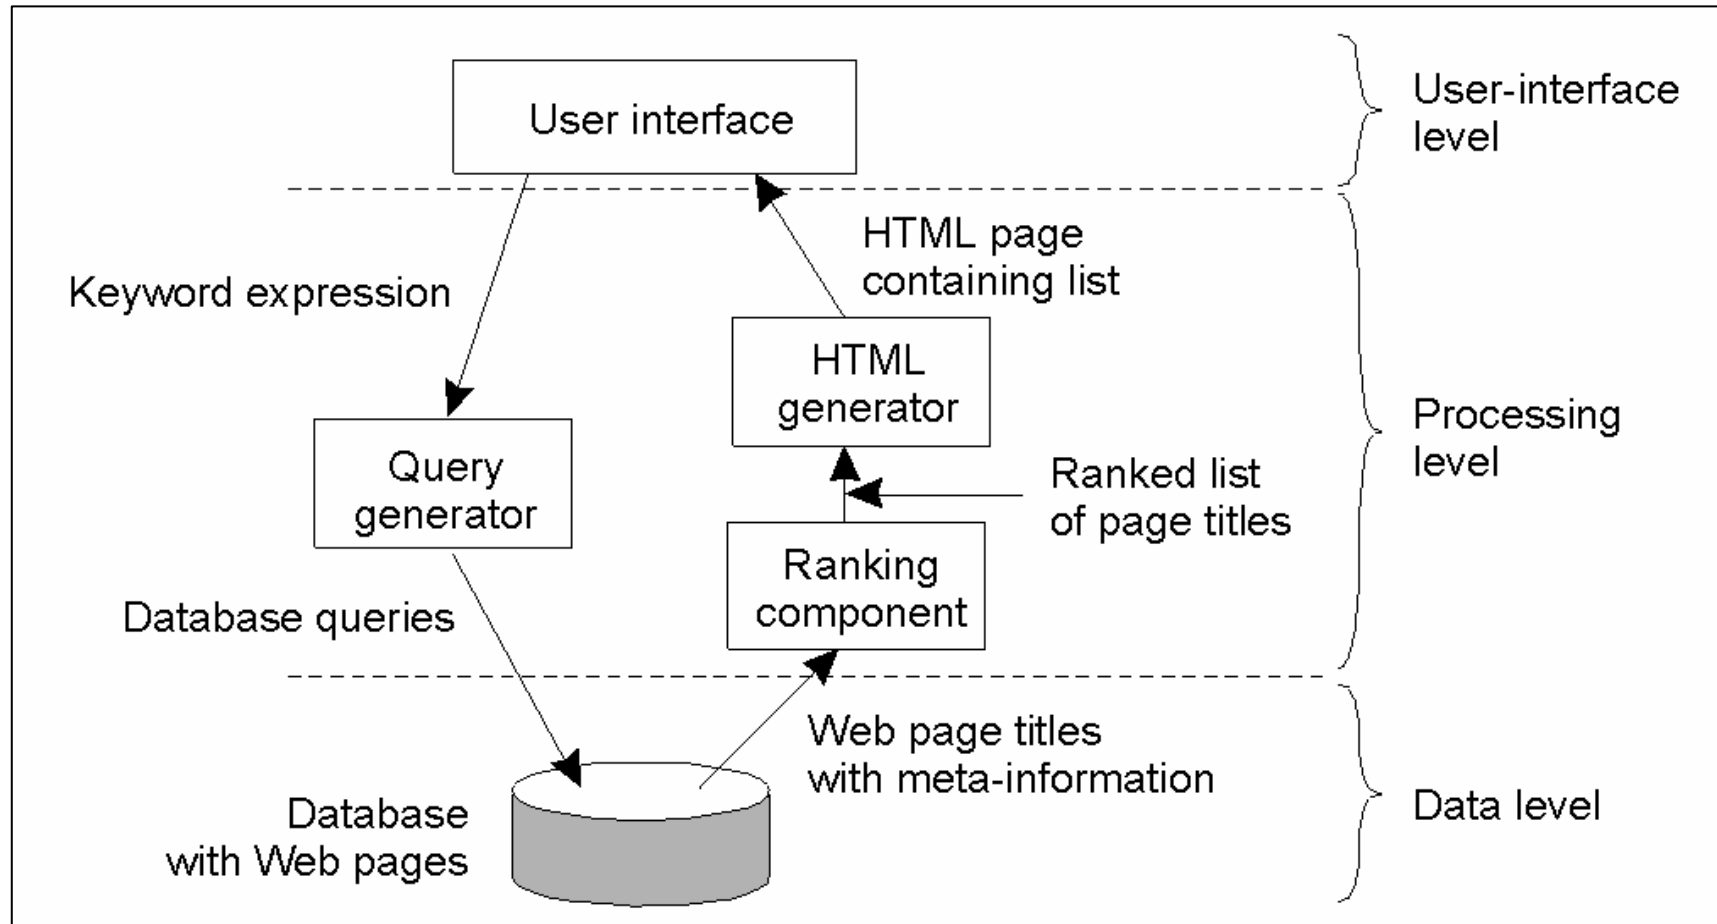 User interface
User-interface
level
HTML page
containing list
Keyword expression
HTML
generator
Processing
level
Query
generator
Ranked list
of page titles
Ranking
component
Database queries
Web page titles
with meta-information
Data level
Database
with Web pages